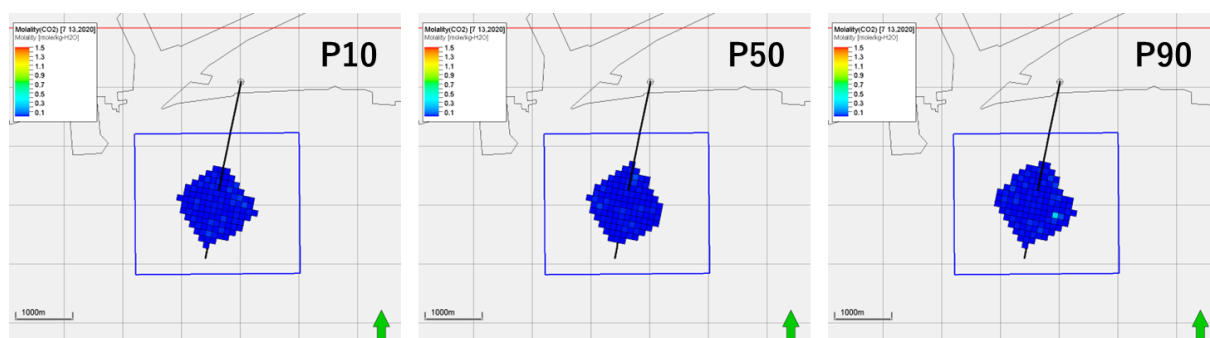 Molality(CO2) [7 13,2020]
Molality(CO2) [mole/kg-H2O]
1.5
1.3
1.1
0.9
0.7
0.5
0.3
0.1
P10
1000m
Molality(CO2) [7 13,2020]
Molality(CO2) [mole/kg-H2O]
1.5
1.3
1.1
0.9
0.7
0.5
0.3
0.1
P50
1000m
Molality(CO2) [7 13,2020]
Molality(CO2) [mole/kg-H2O]
1.5
1.3
1.1
0.9
0.7
0.5
0.3
0.1
P90
1000m